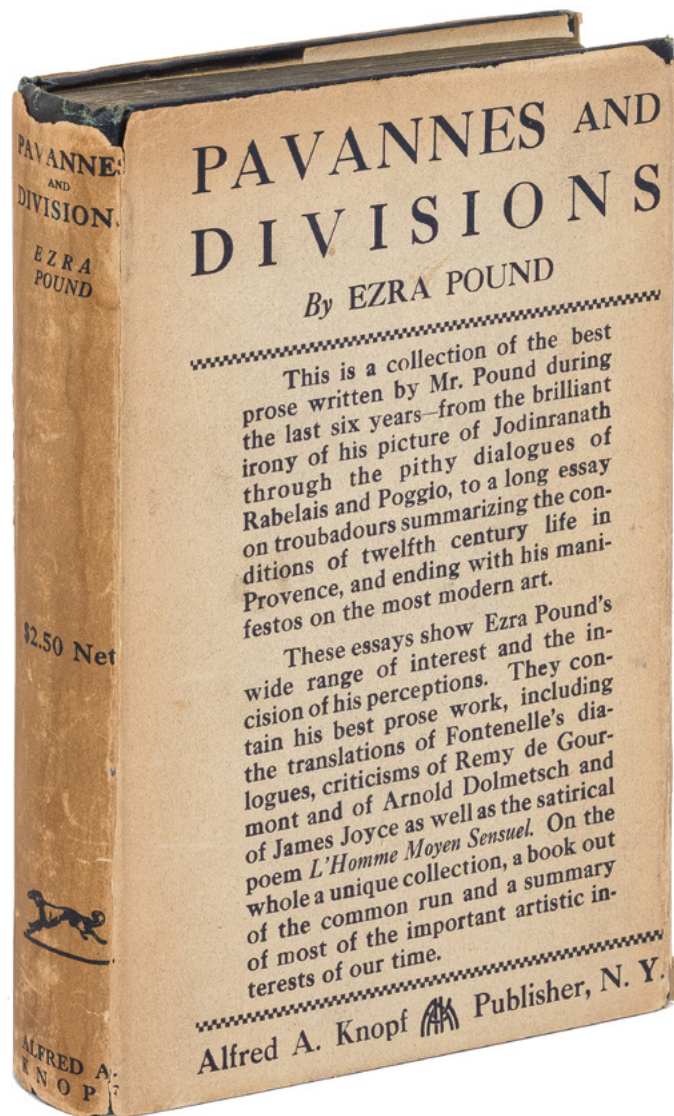 PAVANNES
AND
DIVISION
EZRA
POUND
$2.50 Net
ALFRED A.
KNOP
PAVANNES AND
DIVISIONS
By EZRA POUND
This is a collection of the best
prose written by Mr. Pound during
the last six years—from the brilliant
irony of his picture of Jodinranath
through the pithy dialogues of
Rabelais and Poggio, to a long essay
on troubadours summarizing the con-
ditions of twelfth century life in
Provence, and ending with his mani-
festos on the most modern art.
These essays show Ezra Pound's
wide range of interest and the in-
cision of his perceptions. They con-
tain his best prose work, including
the translations of Fontenelle's dia-
logues, criticisms of Remy de Gour-
mont and of Arnold Dolmetsch and
of James Joyce as well as the satirical
poem L'Homme Moyen Sensuel. On the
whole a unique collection, a book out
of the common run and a summary
of most of the important artistic in-
terests of our time.
Alfred A. Knopf AAK Publisher, N. Y.